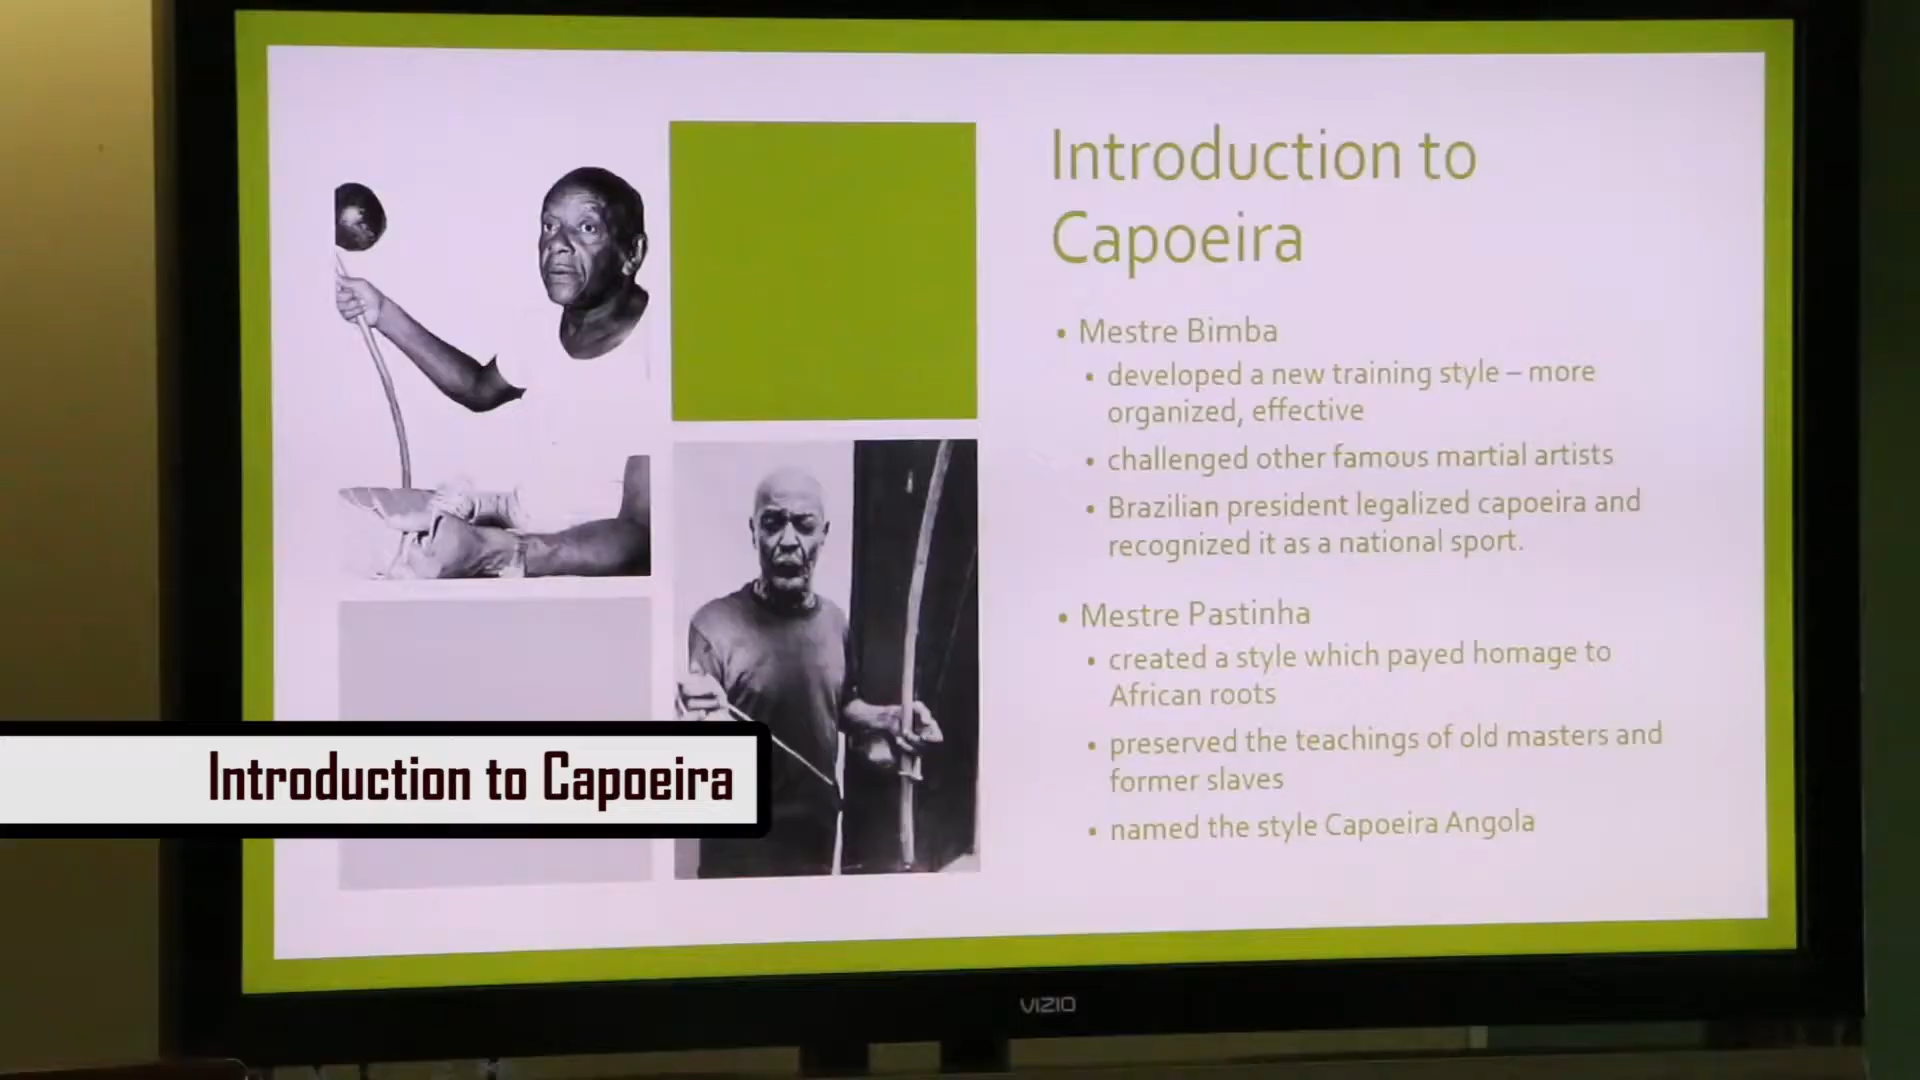 Introduction to
Capoeira
• Mestre Bimba
• developed a new training style – more
organized, effective
• challenged other famous martial artists
• Brazilian president legalized capoeira and
recognized it as a national sport.
• Mestre Pastinha
• created a style which payed homage to
African roots
• preserved the teachings of old masters and
former slaves
• named the style Capoeira Angola
Introduction to Capoeira
VIZIO